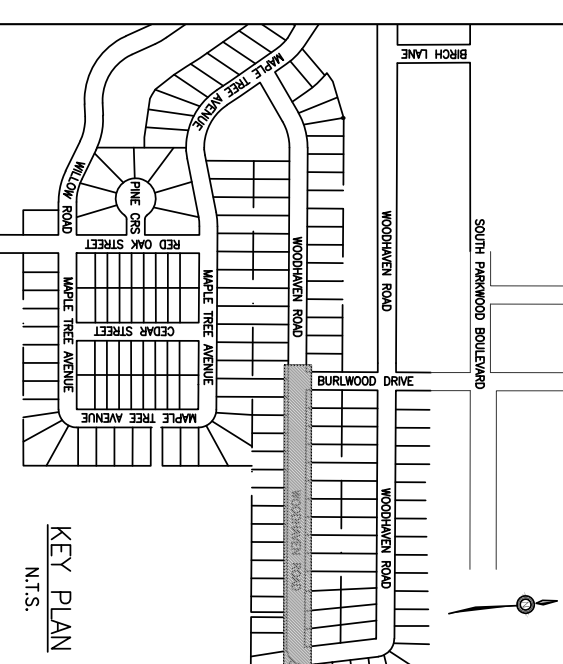 BIRCH LANE
MAPLE TREE AVENUE
WILLOW ROAD
PINE CRS
RED OAK STREET
WOODHAVEN ROAD
WOODHAVEN ROAD
SOUTH PARKWOOD BOULEVARD
MAPLE TREE AVENUE
MAPLE TREE AVENUE
CEDAR STREET
BURLWOOD DRIVE
MAPLE TREE AVENUE
WOODHAVEN ROAD
WOODHAVEN ROAD
KEY PLAN
N.T.S.